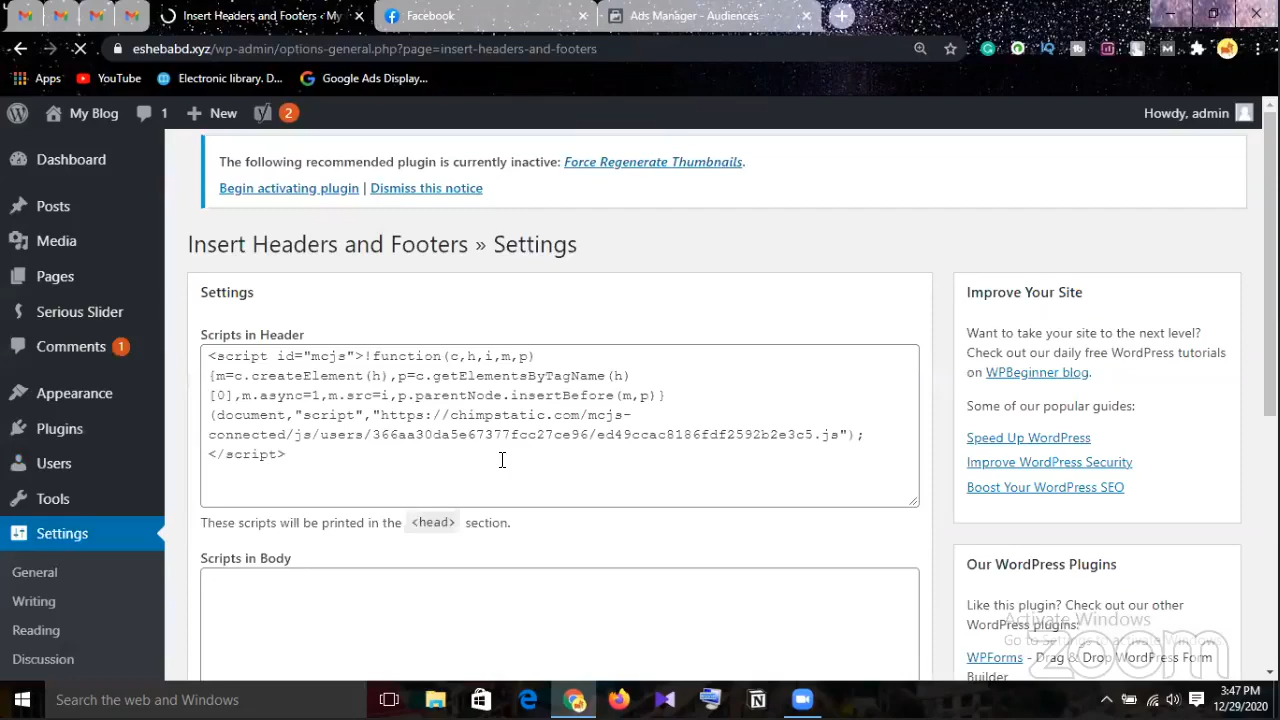 Insert Headers and Footers ‹ My
Facebook
Ads Manager - Audiences
eshebabd.xyz/wp-admin/options-general.php?page=insert-headers-and-footers
Apps
YouTube
Electronic library. D...
Google Ads Display...
My Blog
1
New
2
Howdy, admin
Dashboard
Posts
Media
Pages
Serious Slider
Comments 1
Appearance
Plugins
Users
Tools
Settings
General
Writing
Reading
Discussion
The following recommended plugin is currently inactive: Force Regenerate Thumbnails.
Begin activating plugin | Dismiss this notice
Insert Headers and Footers » Settings
Settings
Scripts in Header
<script id="mcjs">!function(c,h,i,m,p)
{m=c.createElement(h),p=c.getElementsByTagName(h)
[0],m.async=1,m.src=i,p.parentNode.insertBefore(m,p)}
(document,"script","https://chimpstatic.com/mcjs-
connected/js/users/366aa30da5e67377fcc27ce96/ed49ccac8186fdf2592b2e3c5.js");
</script>
These scripts will be printed in the <head> section.
Scripts in Body
Improve Your Site
Want to take your site to the next level?
Check out our daily free WordPress tutorials
on WPBeginner blog.
Some of our popular guides:
Speed Up WordPress
Improve WordPress Security
Boost Your WordPress SEO
Our WordPress Plugins
Like this plugin? Check out our other
WordPress plugins:
WPForms - Drag & Drop WordPress Form
Builder
Activate Windows
Go to Settings to activate Windows.
zoom
Search the web and Windows
3:47 PM
12/29/2020